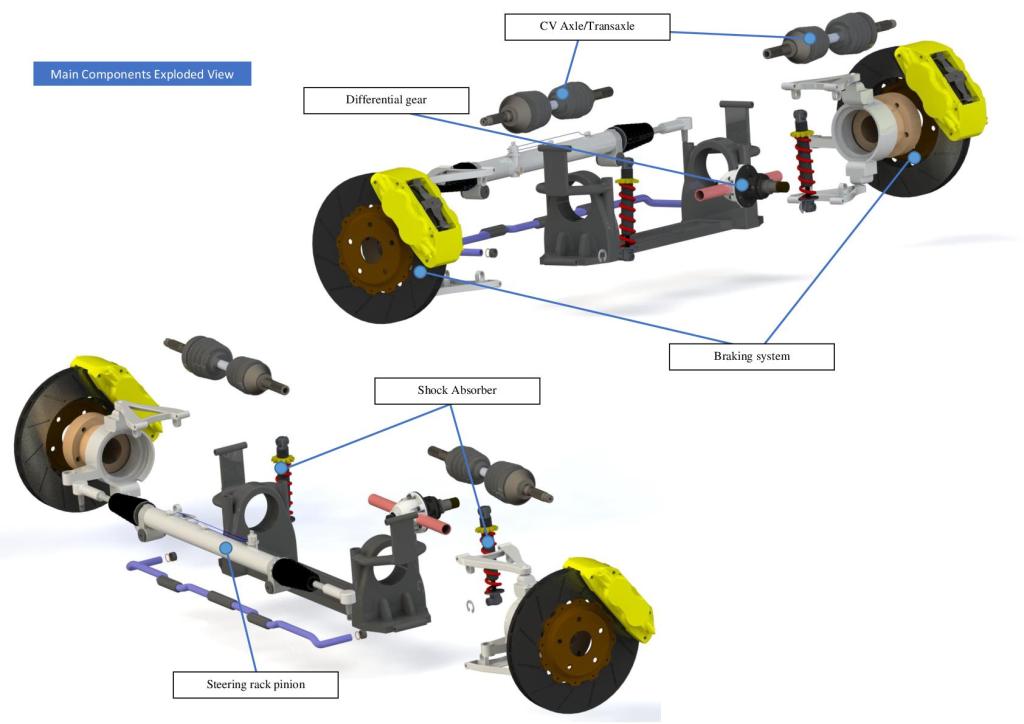 CV Axle/Transaxle
Main Components Exploded View
Differential gear
Braking system
Shock Absorber
Steering rack pinion